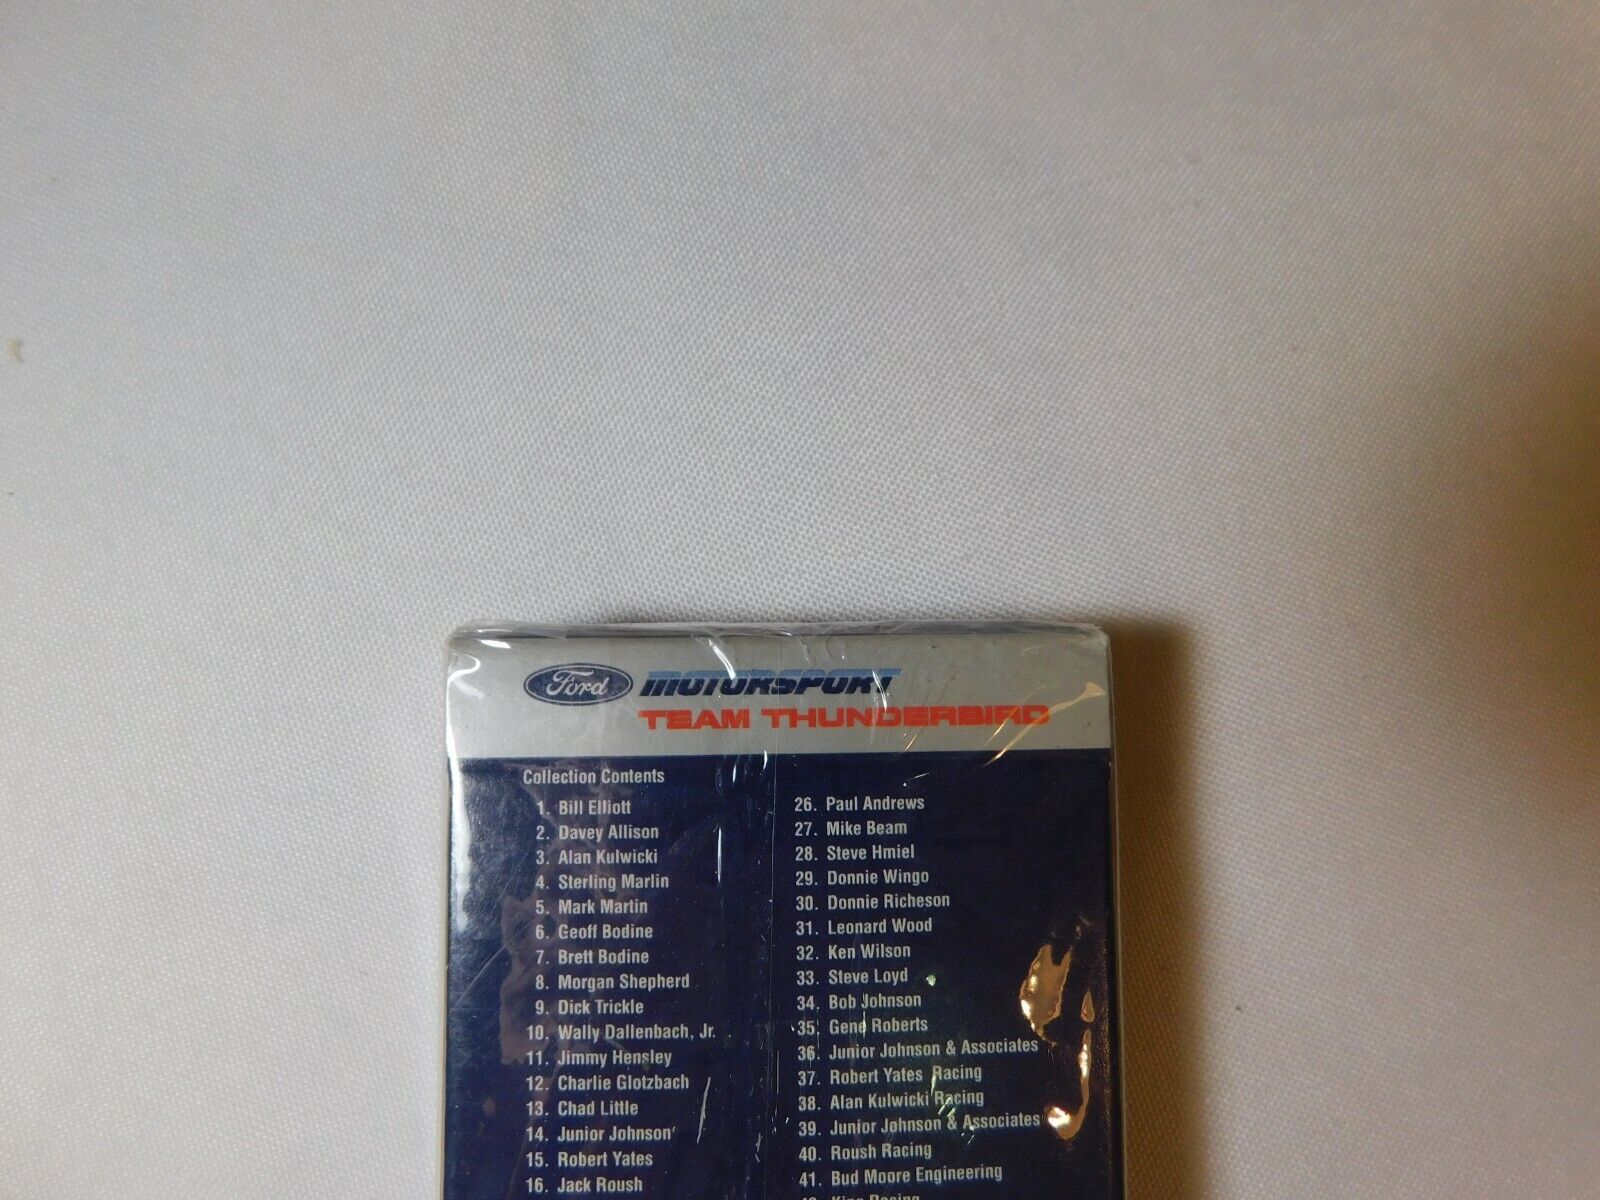 Ford MOTORSPORT
TEAM THUNDERBIRD
Collection Contents
1. Bill Elliott
2. Davey Allison
3. Alan Kulwicki
4. Sterling Marlin
5. Mark Martin
6. Geoff Bodine
7. Brett Bodine
8. Morgan Shepherd
9. Dick Trickle
10. Wally Dallenbach, Jr.
11. Jimmy Hensley
12. Charlie Glotzbach
13. Chad Little
14. Junior Johnson
15. Robert Yates
16. Jack Roush
26. Paul Andrews
27. Mike Beam
28. Steve Hmiel
29. Donnie Wingo
30. Donnie Richeson
31. Leonard Wood
32. Ken Wilson
33. Steve Loyd
34. Bob Johnson
35. Gene Roberts
36. Junior Johnson & Associates
37. Robert Yates Racing
38. Alan Kulwicki Racing
39. Junior Johnson & Associates
40. Roush Racing
41. Bud Moore Engineering